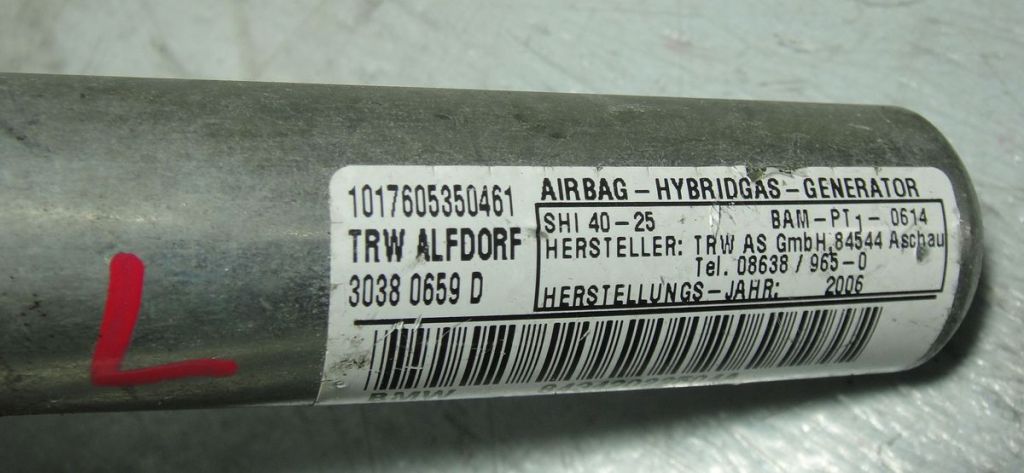 1017605350461
TRW ALFDORF
3038 0659 D
AIRBAG-HYBRIDGAS-GENERATOR
SHI 40-25 BAM-PT1-0614
HERSTELLER: TRW AS GmbH, 84544 Aschau
Tel. 08638 / 965-0
HERSTELLUNGS-JAHR: 2006
BMW
L